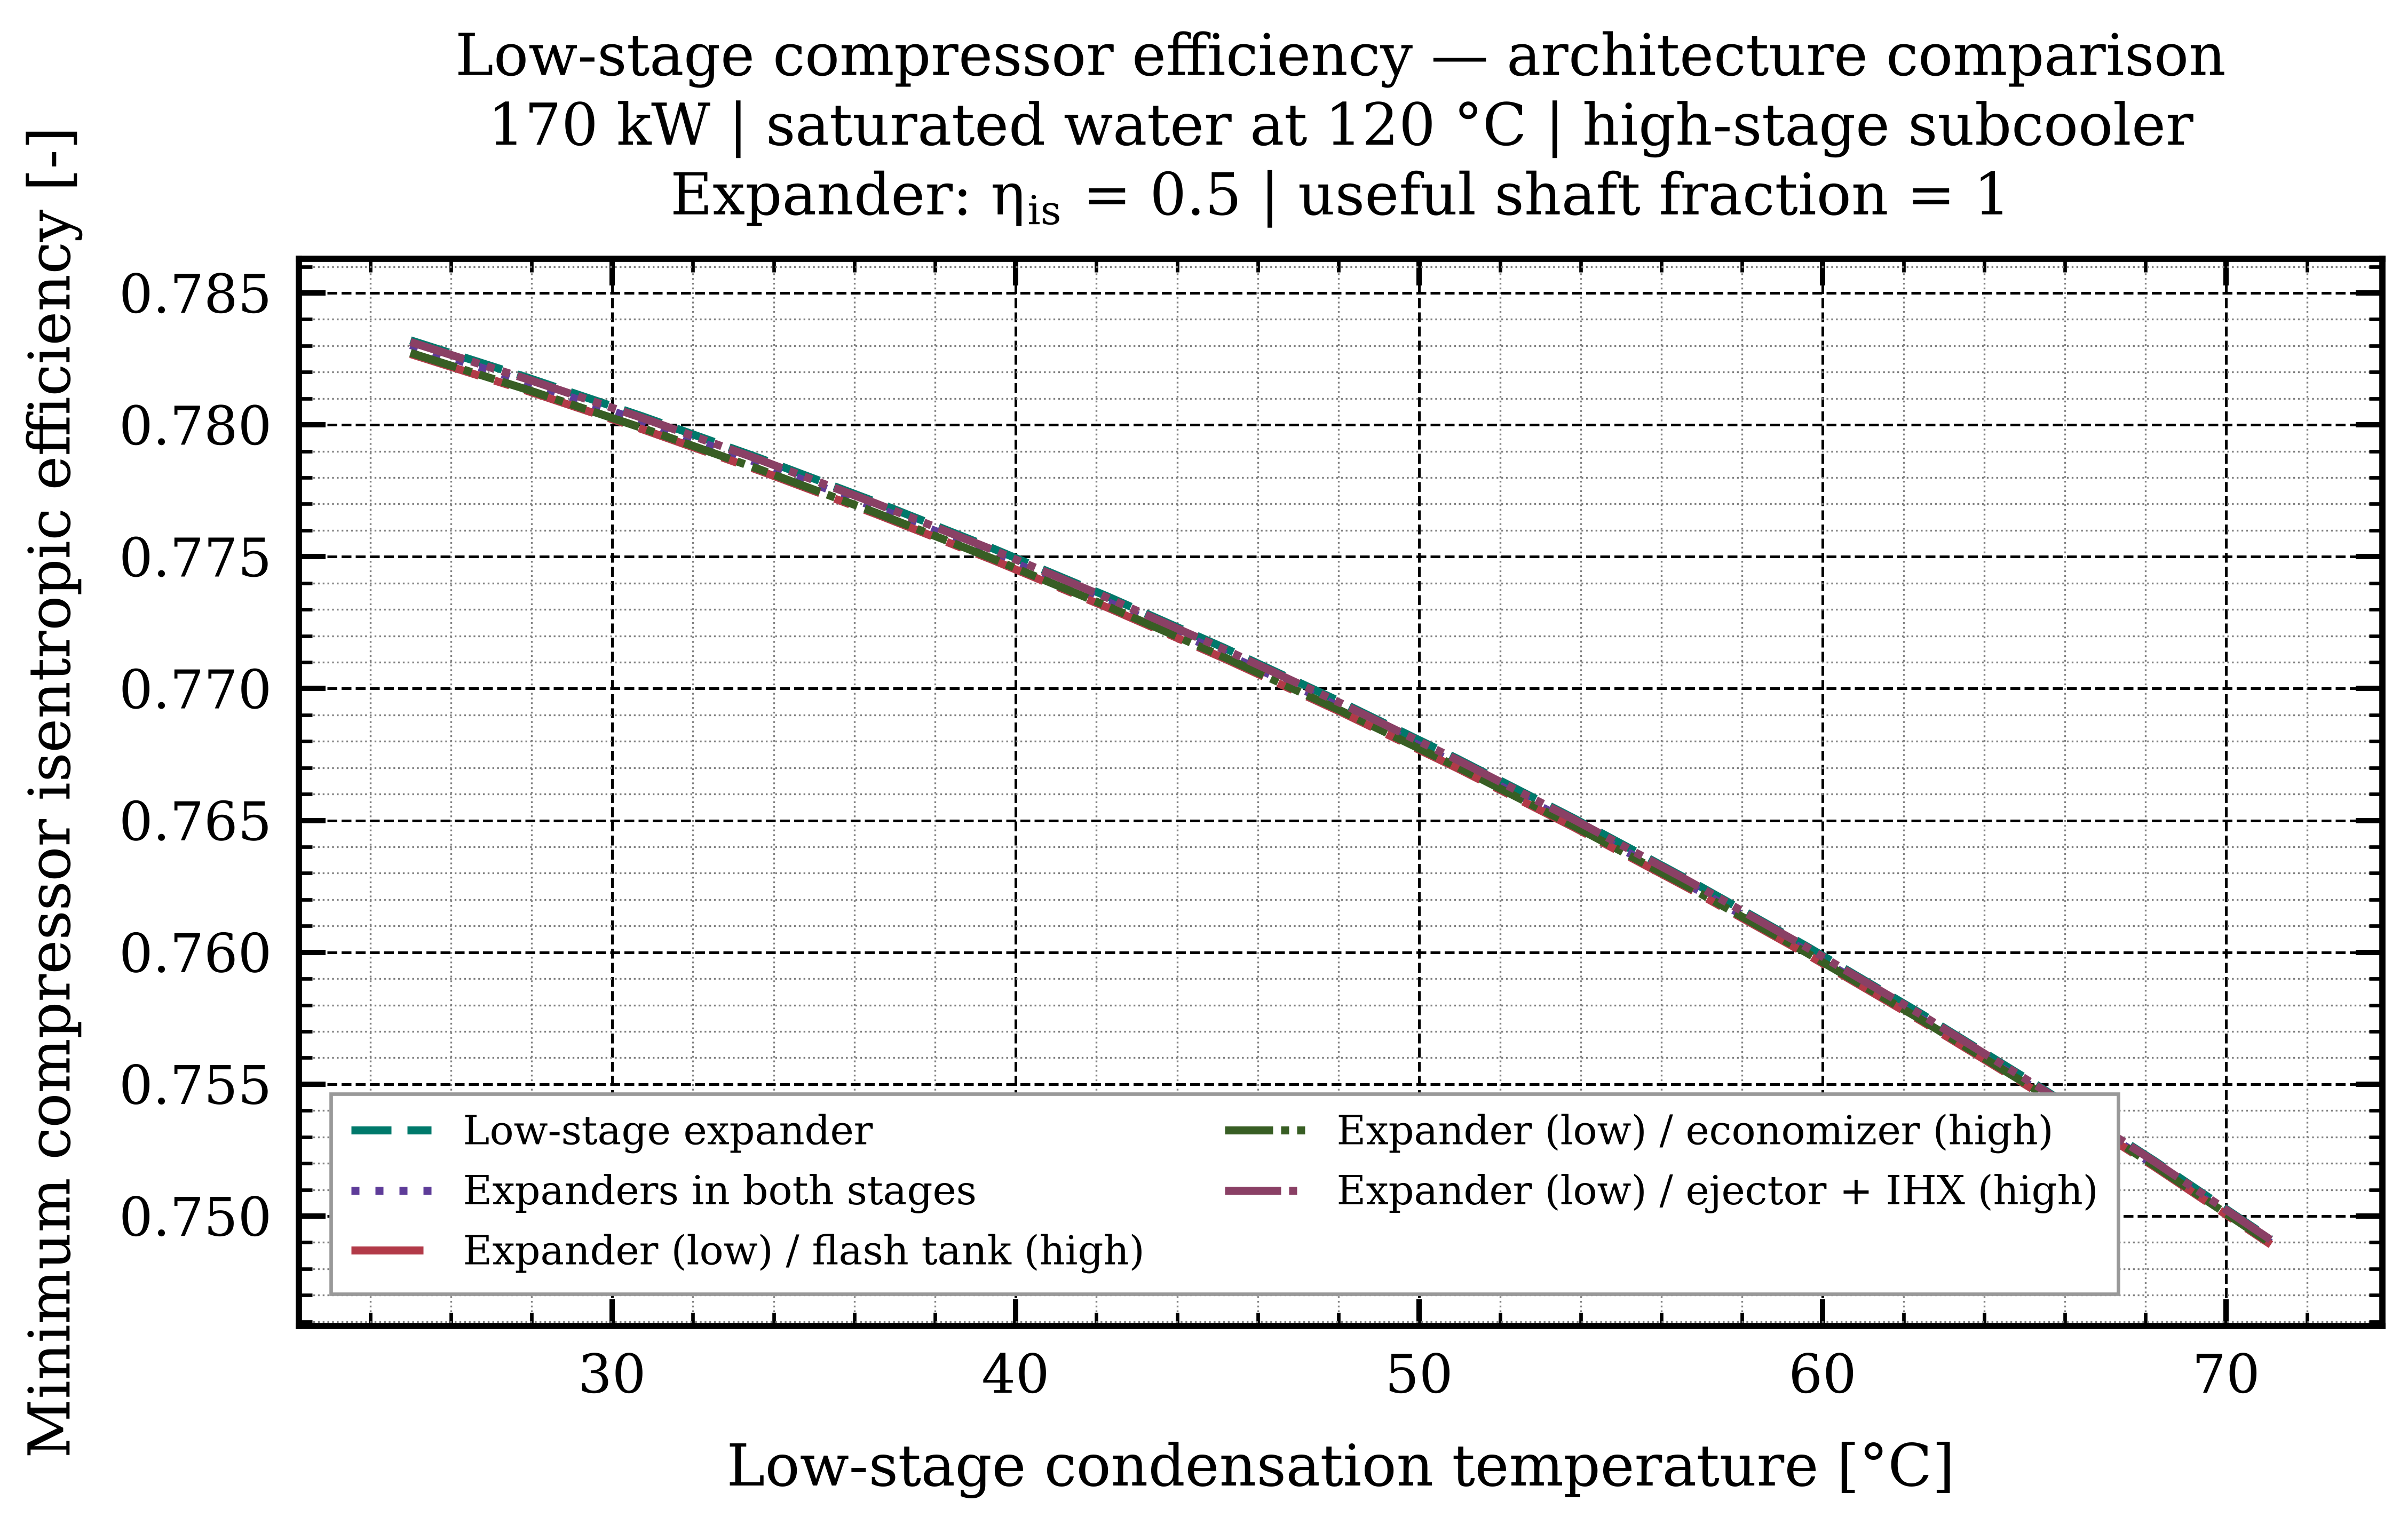 Low-stage compressor efficiency — architecture comparison
170 kW | saturated water at 120 °C | high-stage subcooler
Expander: ηis = 0.5 | useful shaft fraction = 1
Minimum compressor isentropic efficiency [-]
0.785
0.780
0.775
0.770
0.765
0.760
0.755
0.750
Low-stage expander
Expanders in both stages
Expander (low) / flash tank (high)
Expander (low) / economizer (high)
Expander (low) / ejector + IHX (high)
30 40 50 60 70
Low-stage condensation temperature [°C]